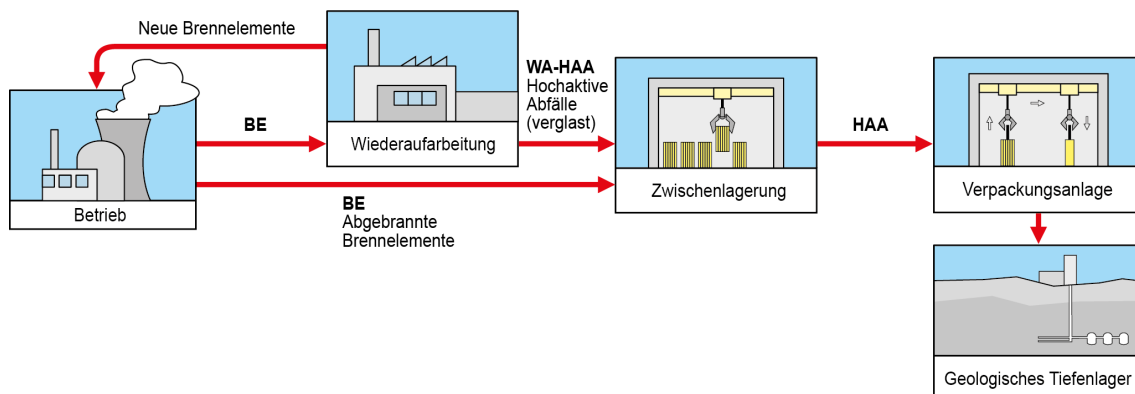 Neue Brennelemente
Betrieb
BE
Wiederaufarbeitung
BE
Abgebrannte
Brennelemente
WA-HAA
Hochaktive
Abfälle
(verglast)
Zwischenlagerung
HAA
Verpackungsanlage
Geologisches Tiefenlager